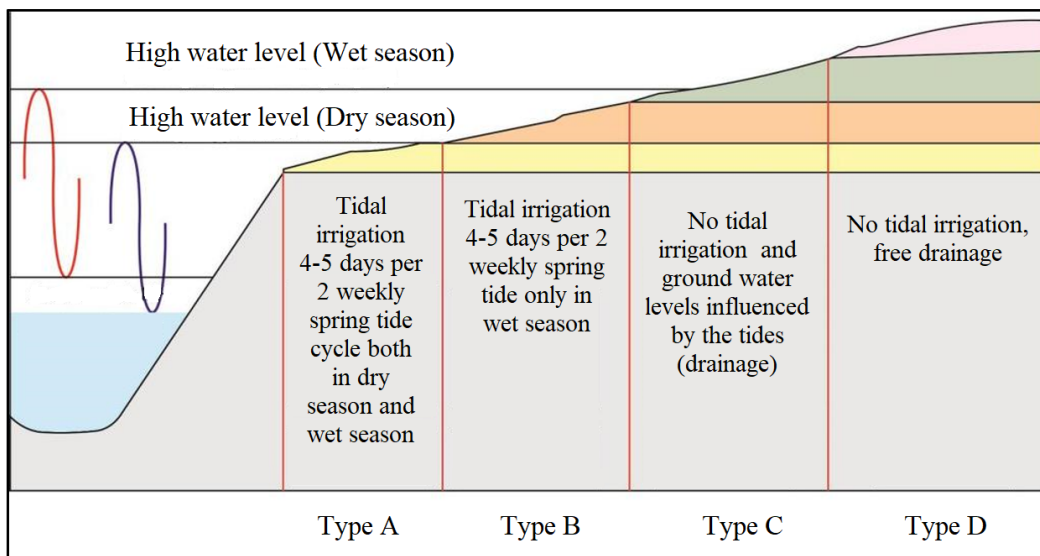 High water level (Wet season)
High water level (Dry season)
Tidal
irrigation
4-5 days per
2 weekly
spring tide
cycle both
in dry
season and
wet season
Tidal irrigation
4-5 days per 2
weekly spring
tide only in
wet season
No tidal
irrigation and
ground water
levels influenced
by the tides
(drainage)
No tidal irrigation,
free drainage
Type A
Type B
Type C
Type D